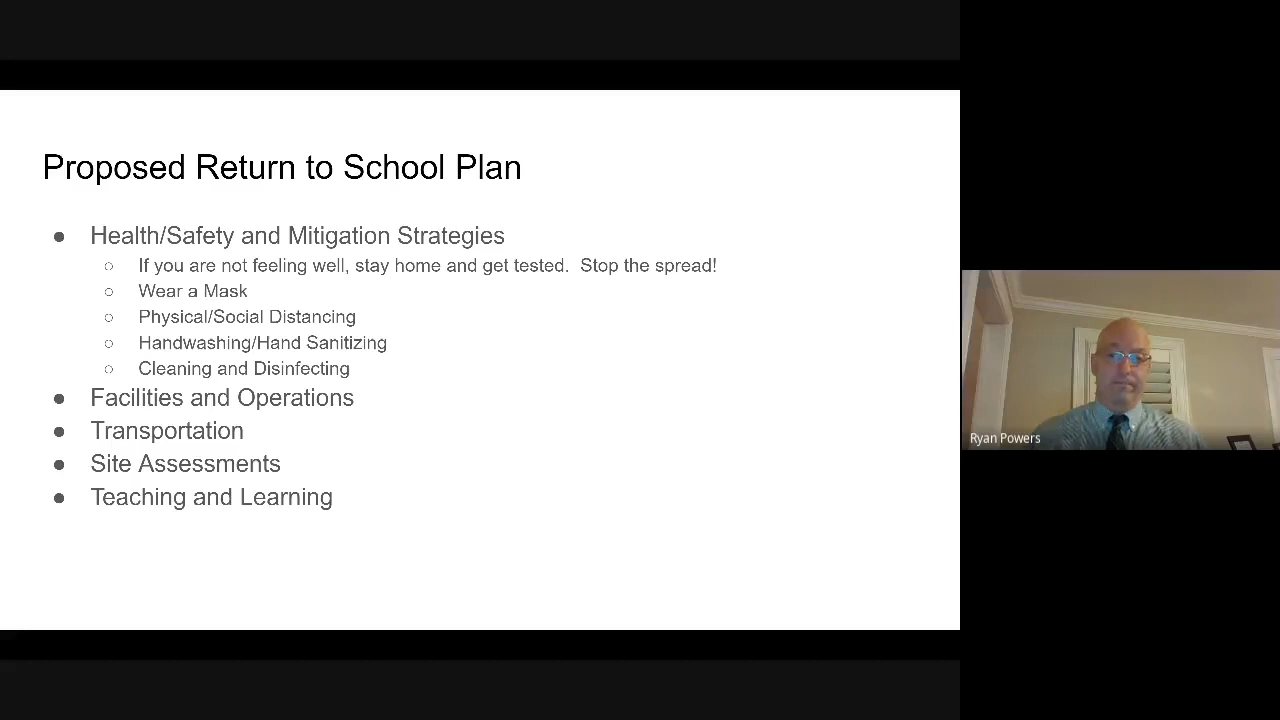 Proposed Return to School Plan
● Health/Safety and Mitigation Strategies
○ If you are not feeling well, stay home and get tested.  Stop the spread!
○ Wear a Mask
○ Physical/Social Distancing
○ Handwashing/Hand Sanitizing
○ Cleaning and Disinfecting
● Facilities and Operations
● Transportation
● Site Assessments
● Teaching and Learning
Ryan Powers